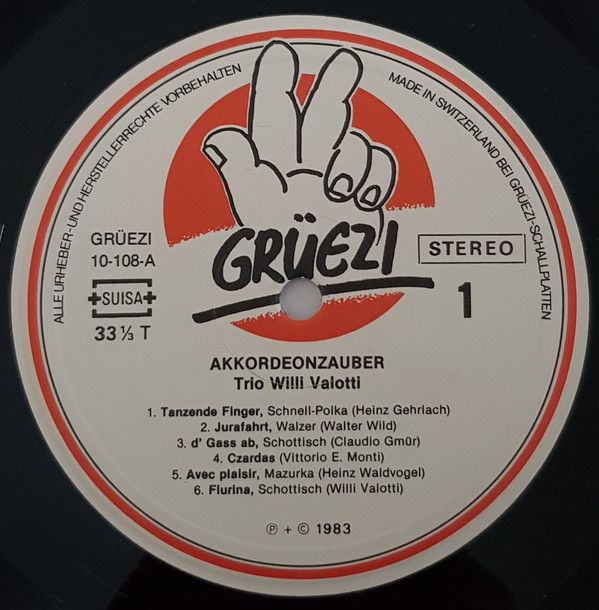 ALLE URHEBER-UND HERSTELLERRECHTE VORBEHALTEN
MADE IN SWITZERLAND BEI GRÜEZI-SCHALLPLATTEN
GRÜEZI
GRÜEZI
10-108-A
SUISA
33 ⅓ T
STEREO
1
AKKORDEONZAUBER
Trio Willi Valotti
1. Tanzende Finger, Schnell-Polka (Heinz Gehrlach)
2. Jurafahrt, Walzer (Walter Wild)
3. d' Gass ab, Schottisch (Claudio Gmür)
4. Czardas (Vittorio E. Monti)
5. Avec plaisir, Mazurka (Heinz Waldvogel)
6. Flurina, Schottisch (Willi Valotti)
℗ + © 1983